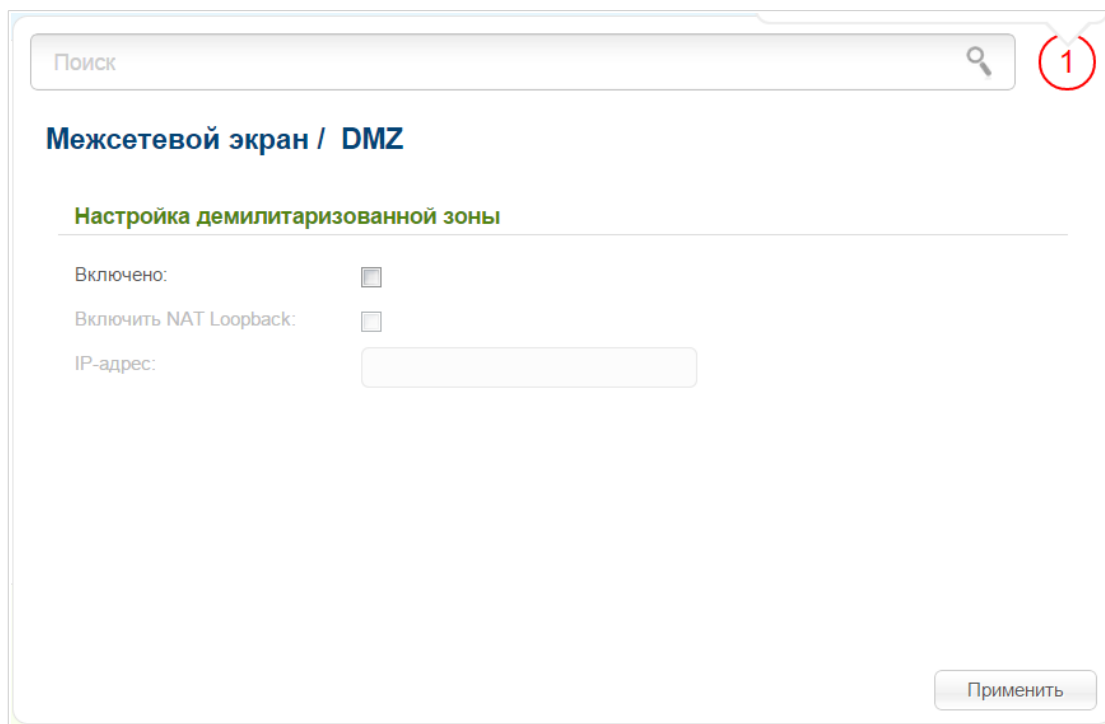 Поиск
1
Межсетевой экран / DMZ
Настройка демилитаризованной зоны
Включено:
Включить NAT Loopback:
IP-адрес:
Применить